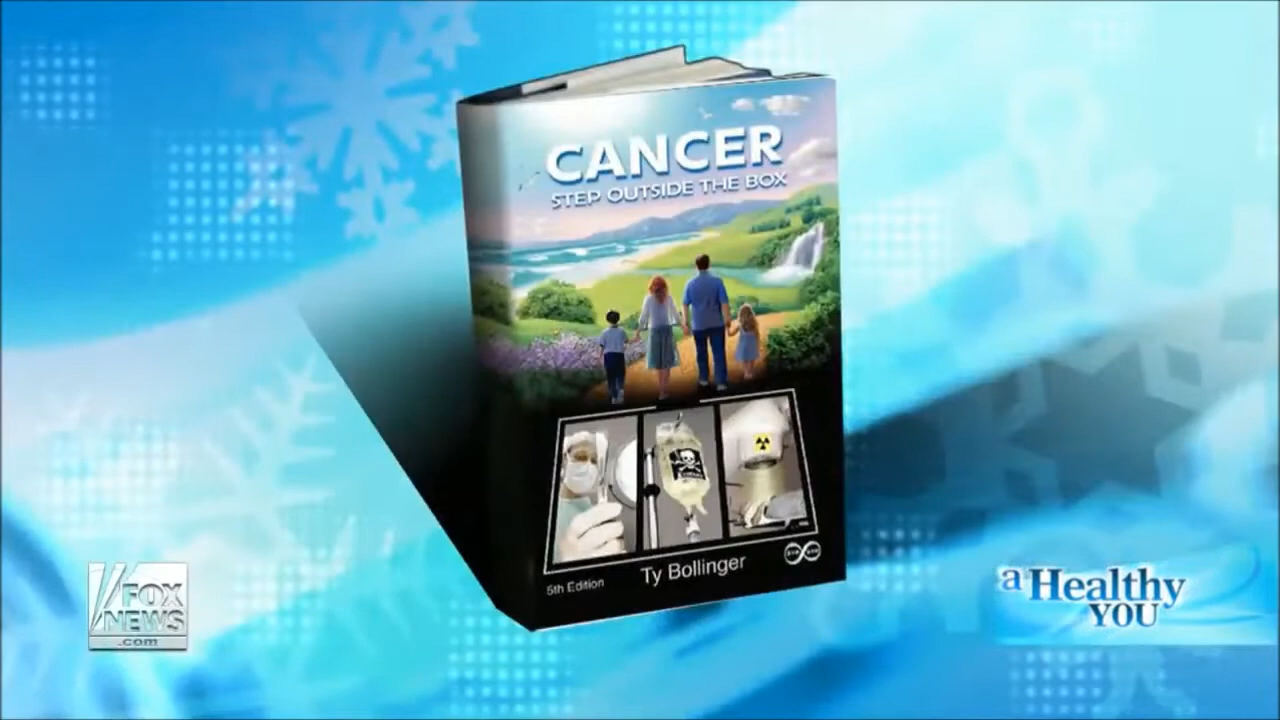 CANCER
STEP OUTSIDE THE BOX
5th Edition
Ty Bollinger
FOX
NEWS
.com
a Healthy
YOU